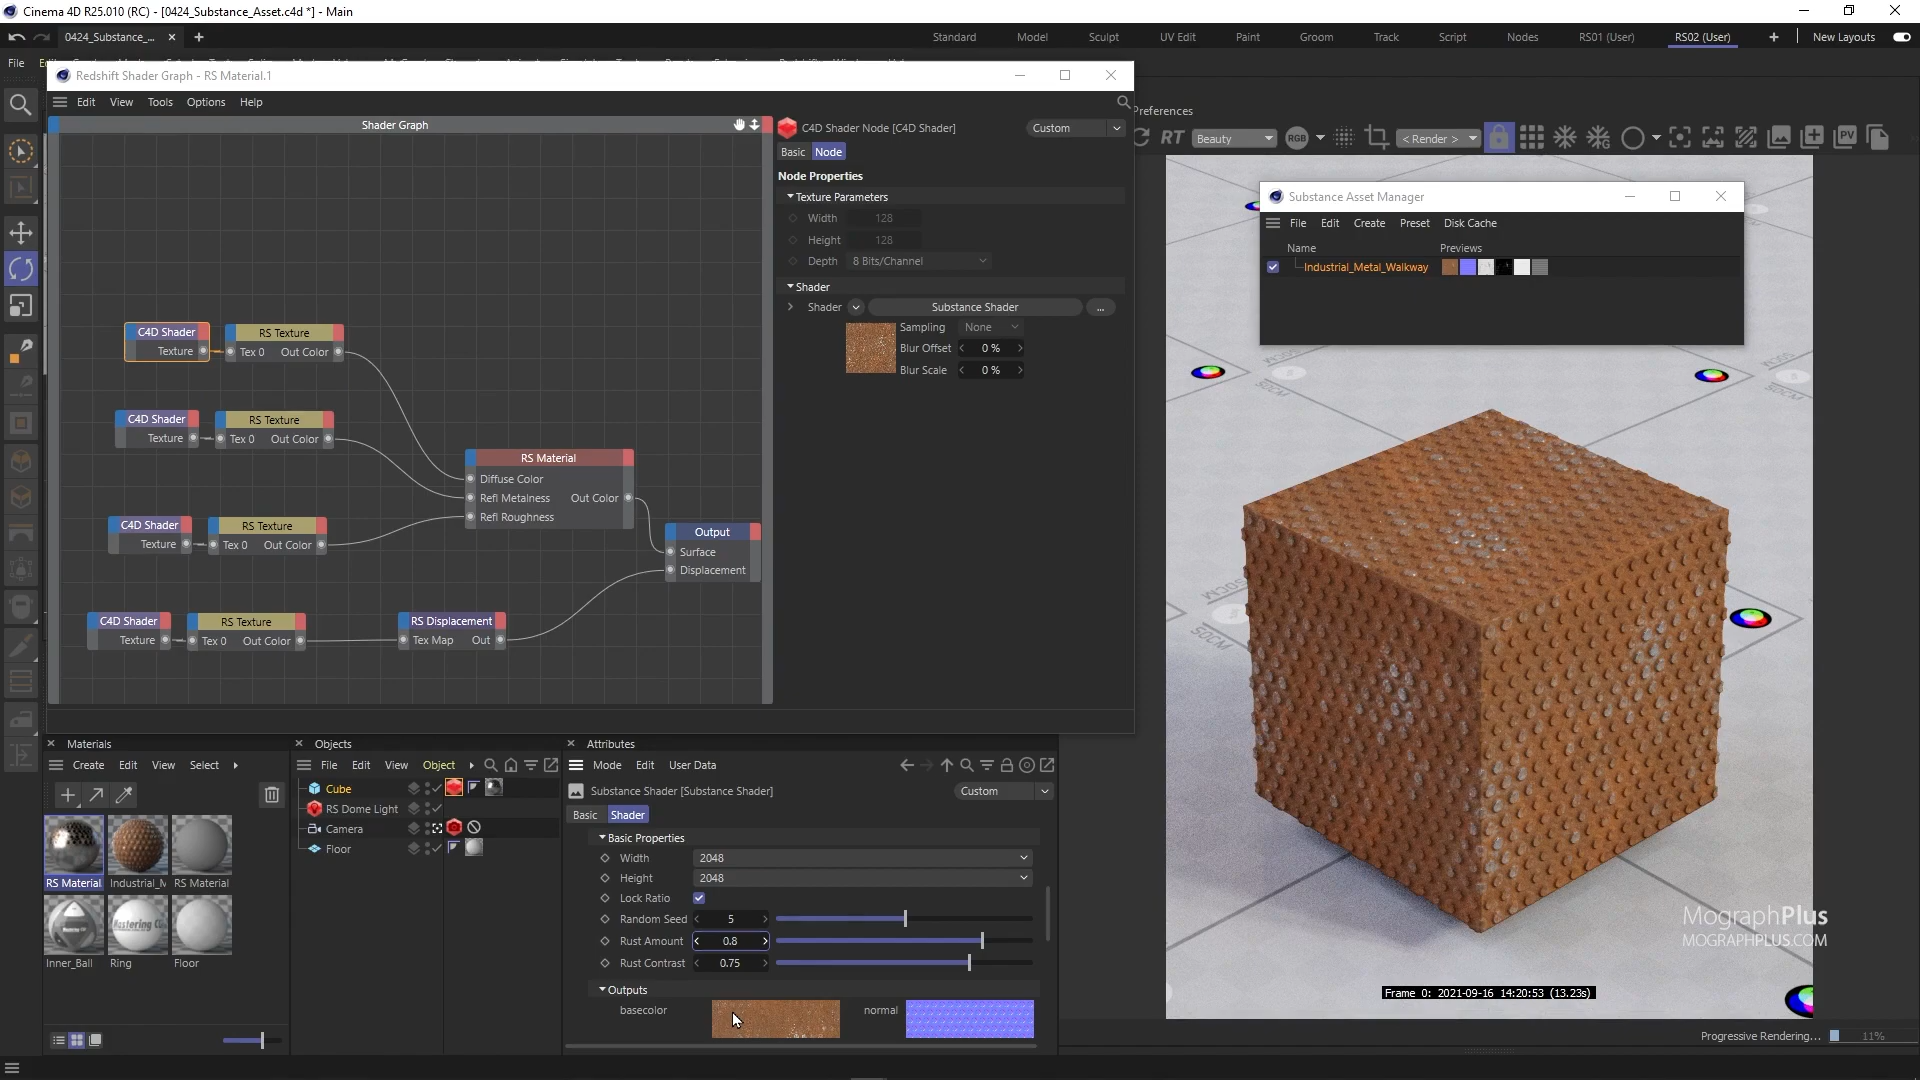 Cinema 4D R25.010 (RC) - [0424_Substance_Asset.c4d *] - Main
0424_Substance_...
Standard Model Sculpt UV Edit Paint Groom Track Script Nodes RS01 (User) RS02 (User) New Layouts
File
Redshift Shader Graph - RS Material.1
Edit View Tools Options Help
Preferences
Shader Graph
C4D Shader Node [C4D Shader] Custom
RT Beauty RGB < Render > G PV
Basic Node
Node Properties
Texture Parameters
Width 128
Height 128
Depth 8 Bits/Channel
Shader
Shader Substance Shader ...
Sampling None
Blur Offset 0 %
Blur Scale 0 %
C4D Shader RS Texture
Texture Tex 0 Out Color
C4D Shader RS Texture
Texture Tex 0 Out Color
RS Material
Diffuse Color
Refl Metalness Out Color
Refl Roughness
C4D Shader RS Texture
Texture Tex 0 Out Color
Output
Surface
Displacement
C4D Shader RS Texture RS Displacement
Texture Tex 0 Out Color Tex Map Out
Substance Asset Manager
File Edit Create Preset Disk Cache
Name Previews
Industrial_Metal_Walkway
50CM
50CM
50CM
MographPlus
MOGRAPHPLUS.COM
Frame 0: 2021-09-16 14:20:53 (13.23s)
Progressive Rendering... 11%
Materials
Create Edit View Select
RS Material Industrial_M RS Material
Mastering
Inner_Ball Ring Floor
Objects
File Edit View Object
Cube
RS Dome Light
Camera
Floor
Attributes
Mode Edit User Data
Substance Shader [Substance Shader] Custom
Basic Shader
Basic Properties
Width 2048
Height 2048
Lock Ratio
Random Seed 5
Rust Amount 0.8
Rust Contrast 0.75
Outputs
basecolor normal